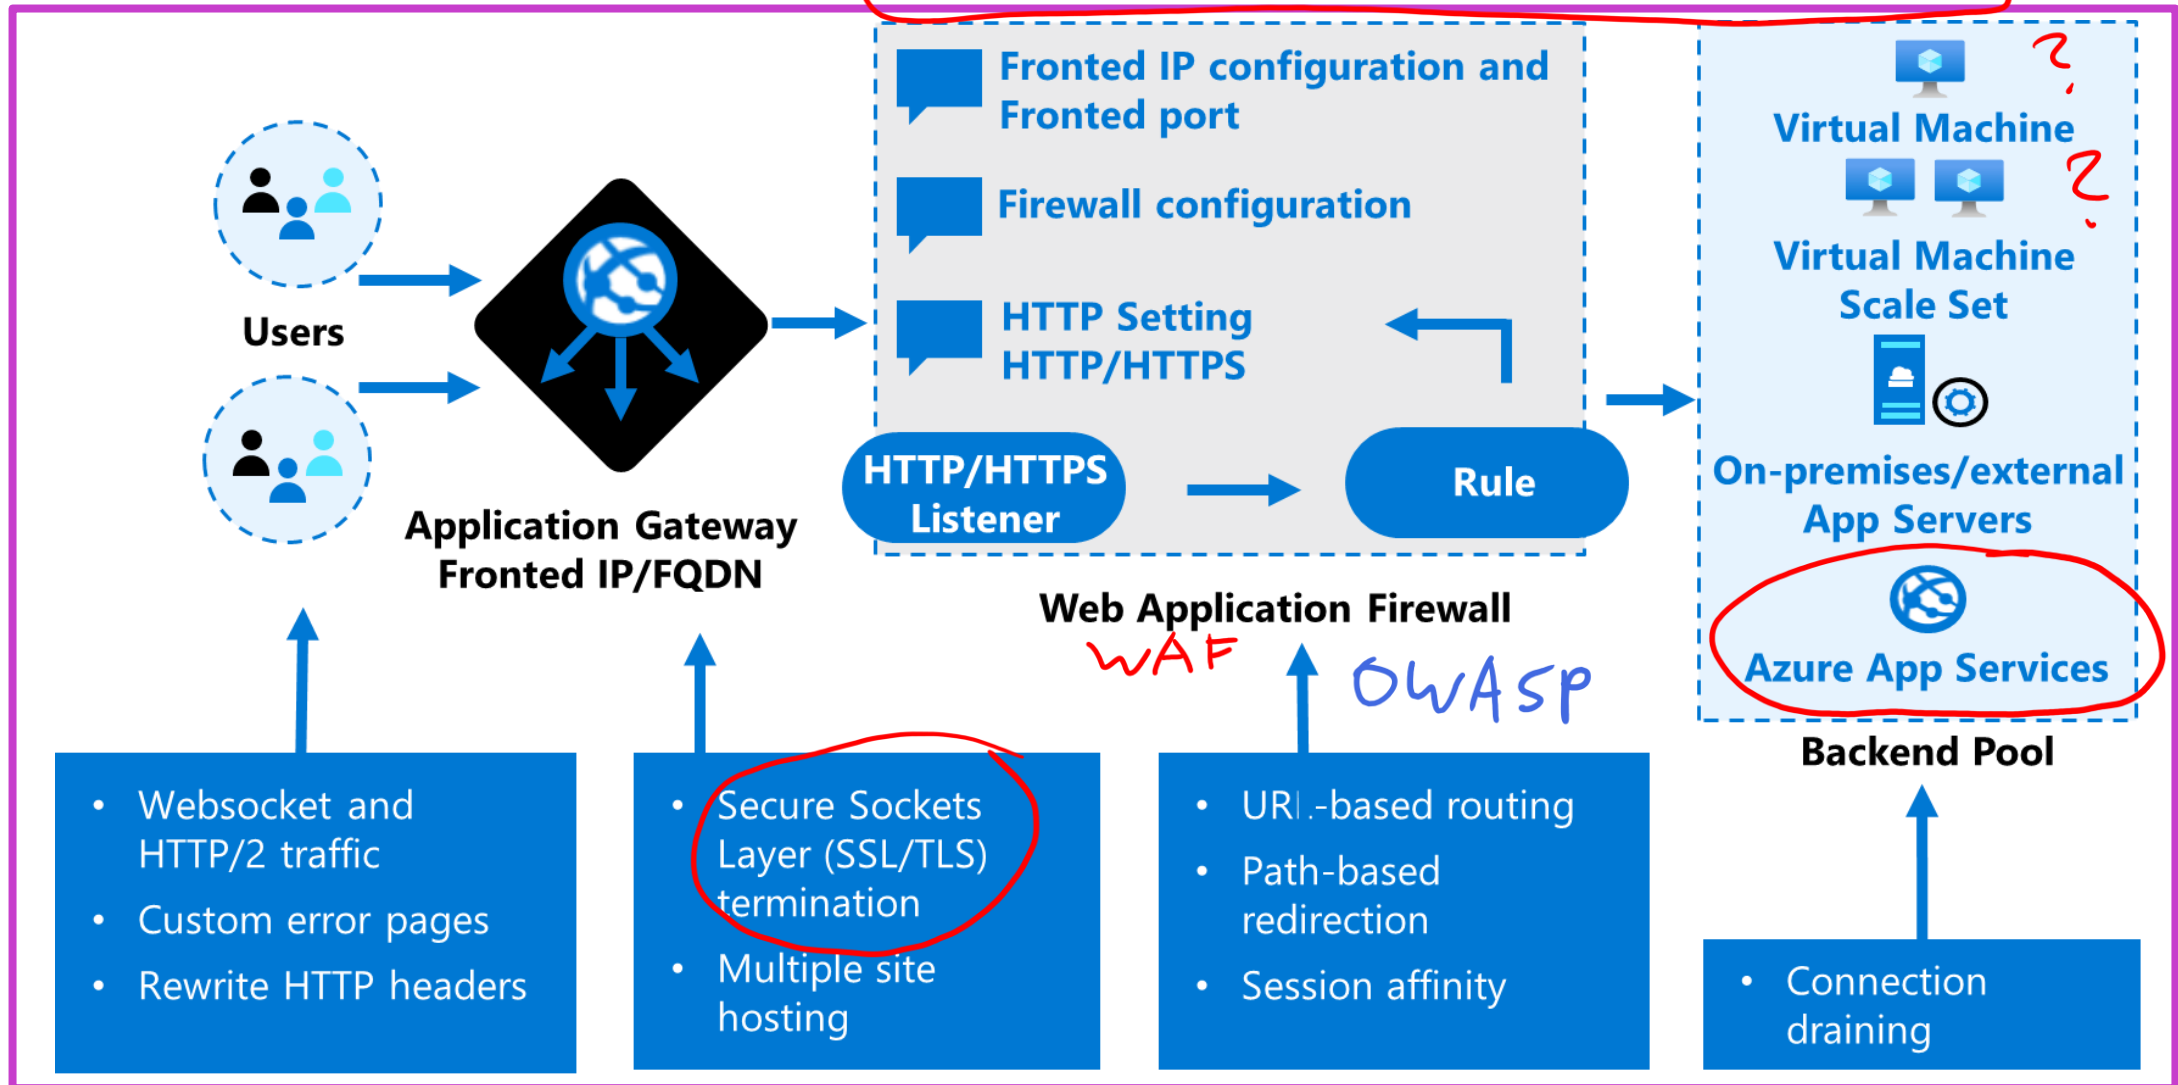 Fronted IP configuration and
Fronted port
Firewall configuration
HTTP Setting
HTTP/HTTPS
HTTP/HTTPS
Listener
Rule
Users
Application Gateway
Fronted IP/FQDN
Web Application Firewall
WAF
OWASP
?
Virtual Machine
?
Virtual Machine
Scale Set
On-premises/external
App Servers
Azure App Services
Backend Pool
• Websocket and
HTTP/2 traffic
• Custom error pages
• Rewrite HTTP headers
• Secure Sockets
Layer (SSL/TLS)
termination
• Multiple site
hosting
• URL-based routing
• Path-based
redirection
• Session affinity
• Connection
draining